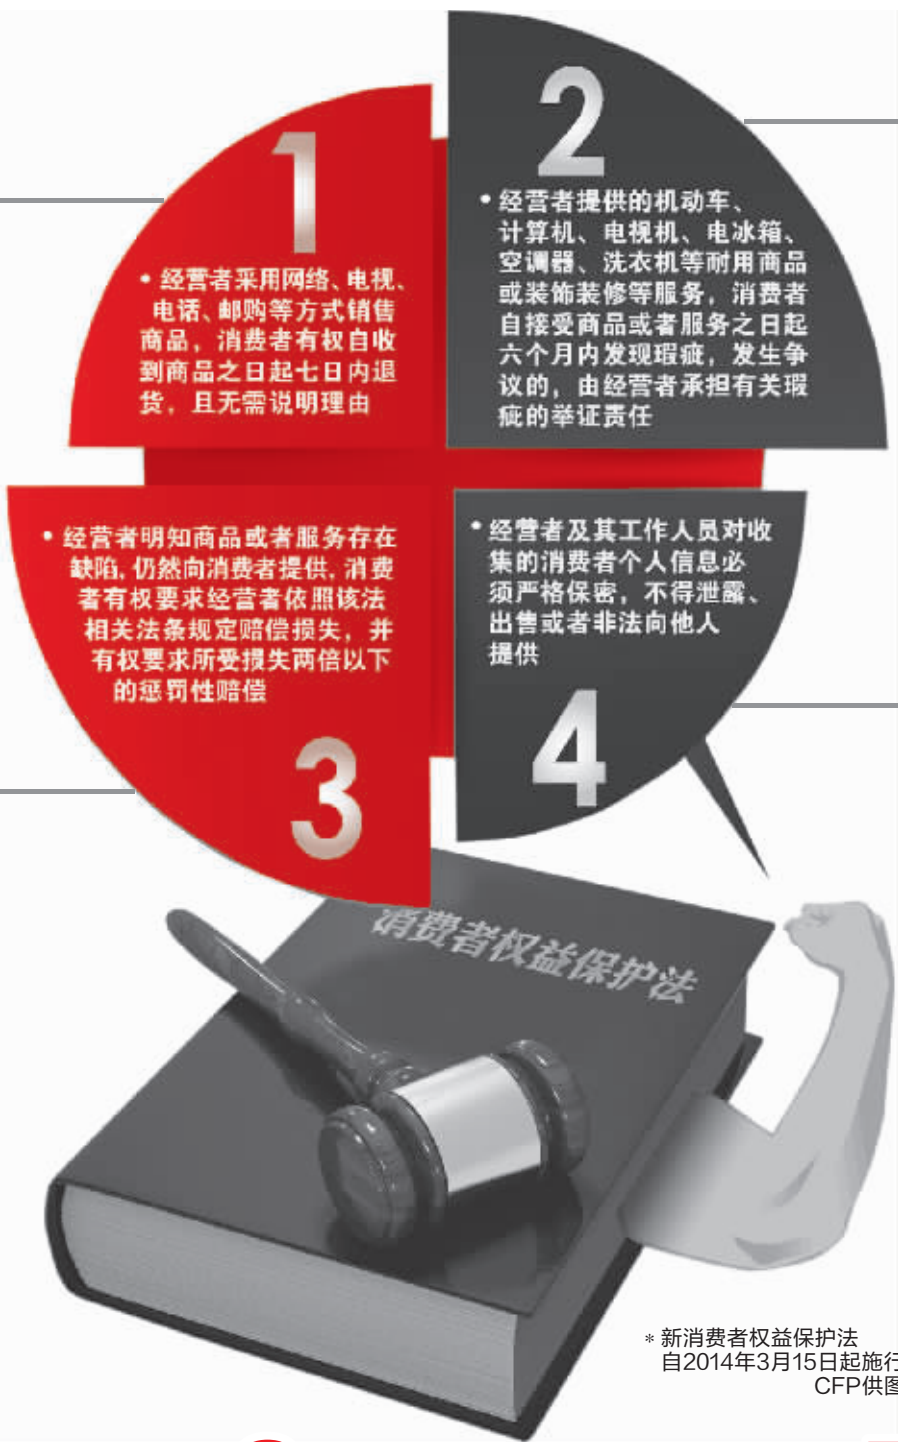 1
• 经营者采用网络、电视、
电话、邮购等方式销售
商品，消费者有权自收
到商品之日起七日内退
货，且无需说明理由
2
• 经营者提供的机动车、
计算机、电视机、电冰箱、
空调器、洗衣机等耐用商品
或装饰装修等服务，消费者
自接受商品或者服务之日起
六个月内发现瑕疵，发生争
议的，由经营者承担有关瑕
疵的举证责任
• 经营者明知商品或者服务存在
缺陷,仍然向消费者提供,消费
者有权要求经营者依照该法
相关法条规定赔偿损失，并
有权要求所受损失两倍以下
的惩罚性赔偿
3
• 经营者及其工作人员对收
集的消费者个人信息必
须严格保密，不得泄露、
出售或者非法向他人
提供
4
消费者权益保护法
* 新消费者权益保护法
自2014年3月15日起施行
CFP供图